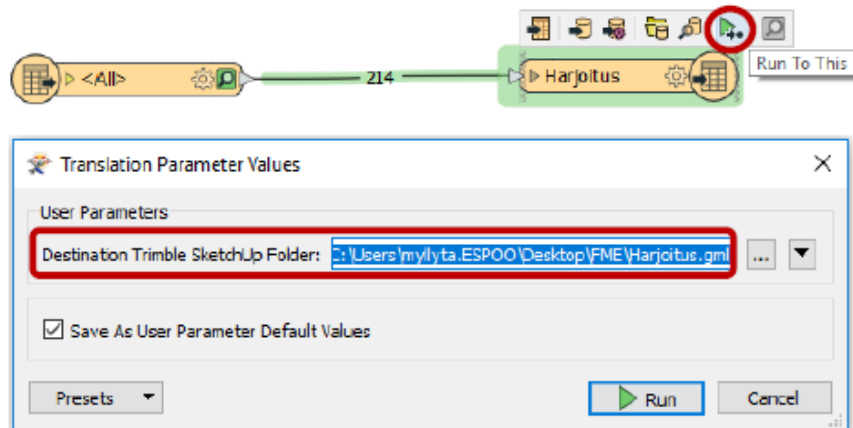 <All>
214
Harjoitus
Run To This
Translation Parameter Values
User Parameters
Destination Trimble SketchUp Folder: C:\Users\myllyta.ESPOO\Desktop\FME\Harjoitus.gml ...
Save As User Parameter Default Values
Presets Run Cancel